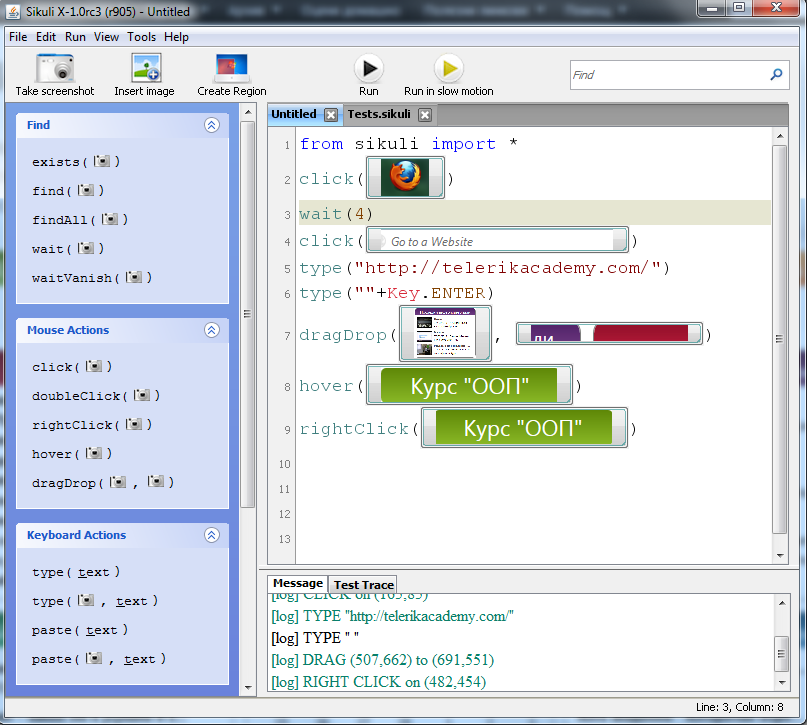 Sikuli X-1.0rc3 (r905) - Untitled
File Edit Run View Tools Help
Take screenshot Insert image Create Region Run Run in slow motion Find
Find
exists( )
find( )
findAll( )
wait( )
waitVanish( )
Mouse Actions
click( )
doubleClick( )
rightClick( )
hover( )
dragDrop( , )
Keyboard Actions
type( text )
type( , text )
paste( text )
paste( , text )
Untitled Tests.sikuli
1 from sikuli import *
2 click( )
3 wait(4)
4 click( Go to a Website )
5 type("http://telerikacademy.com/")
6 type(""+Key.ENTER)
7 dragDrop( , ди )
8 hover( Курс "ООП" )
9 rightClick( Курс "ООП" )
10
11
12
13
Message Test Trace
[log] CLICK on (165,85)
[log] TYPE "http://telerikacademy.com/"
[log] TYPE " "
[log] DRAG (507,662) to (691,551)
[log] RIGHT CLICK on (482,454)
Line: 3, Column: 8